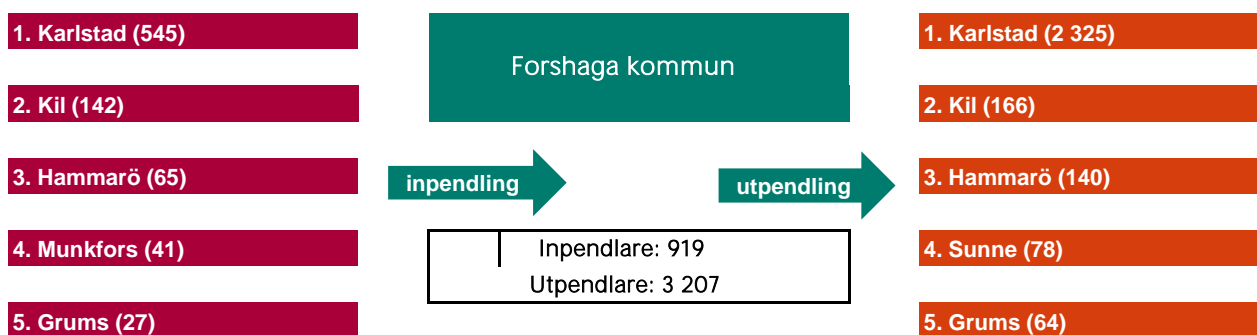 1. Karlstad (545)
2. Kil (142)
3. Hammarö (65)
4. Munkfors (41)
5. Grums (27)
Forshaga kommun
inpendling
utpendling
Inpendlare: 919
Utpendlare: 3 207
1. Karlstad (2 325)
2. Kil (166)
3. Hammarö (140)
4. Sunne (78)
5. Grums (64)